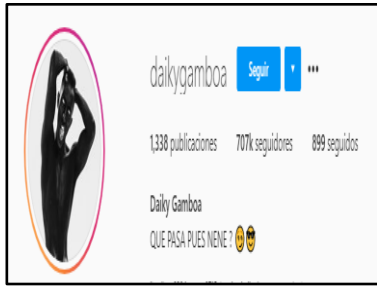 daikygamboa Seguir
1,338 publicaciones 707k seguidores 899 seguidos
Daiky Gamboa
QUE PASA PUES NENE ? 😉🤓